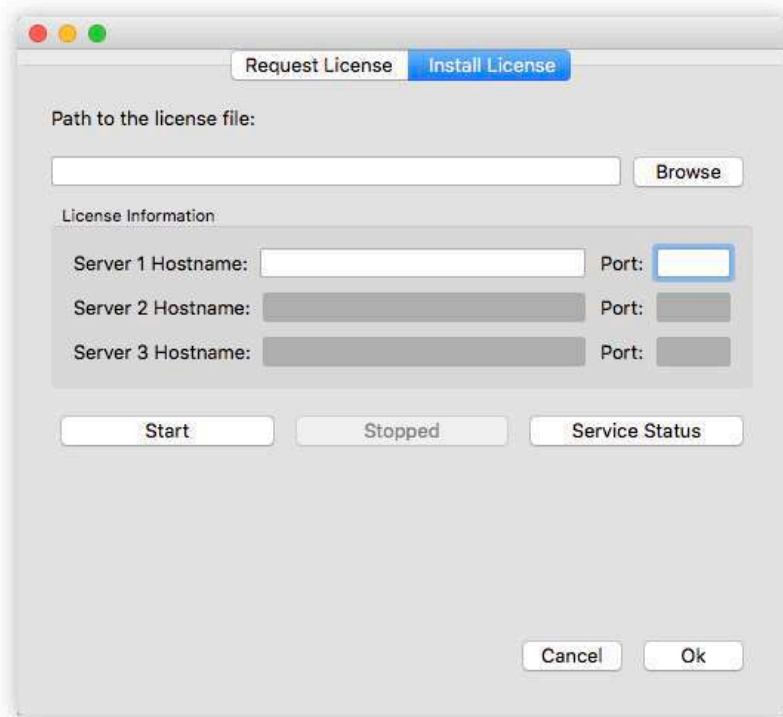 Request License Install License
Path to the license file:
Browse
License Information
Server 1 Hostname: Port:
Server 2 Hostname: Port:
Server 3 Hostname: Port:
Start Stopped Service Status
Cancel Ok